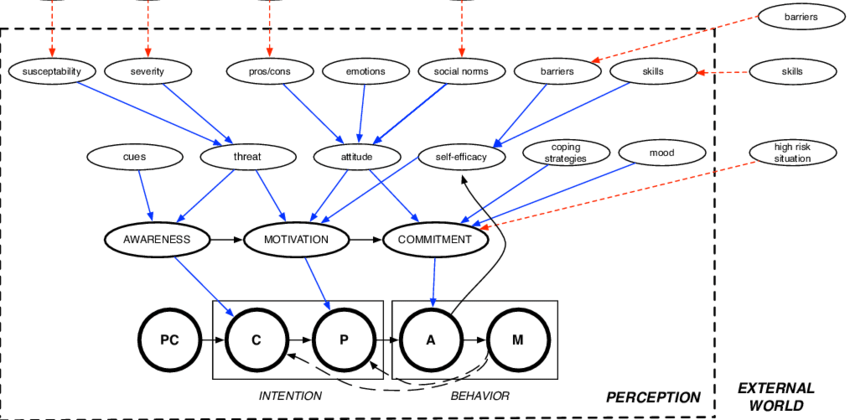 barriers
susceptability
severity
pros/cons
emotions
social norms
barriers
skills
skills
cues
threat
attitude
self-efficacy
coping
strategies
mood
high risk
situation
AWARENESS
MOTIVATION
COMMITMENT
PC
C
P
A
M
INTENTION
BEHAVIOR
PERCEPTION
EXTERNAL
WORLD